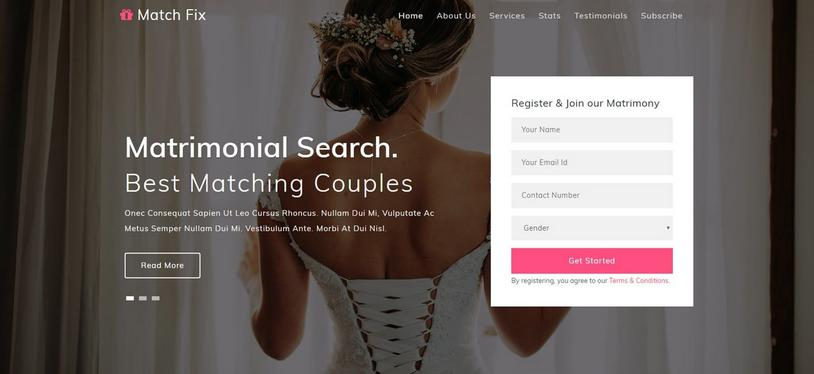 Match Fix
Home About Us Services Stats Testimonials Subscribe
Matrimonial Search.
Best Matching Couples
Onec Consequat Sapien Ut Leo Cursus Rhoncus. Nullam Dui Mi, Vulputate Ac
Metus Semper Nullam Dui Mi. Vestibulum Ante. Morbi At Dui Nisl.
Read More
Register & Join our Matrimony
Your Name
Your Email Id
Contact Number
Gender
Get Started
By registering, you agree to our Terms & Conditions.